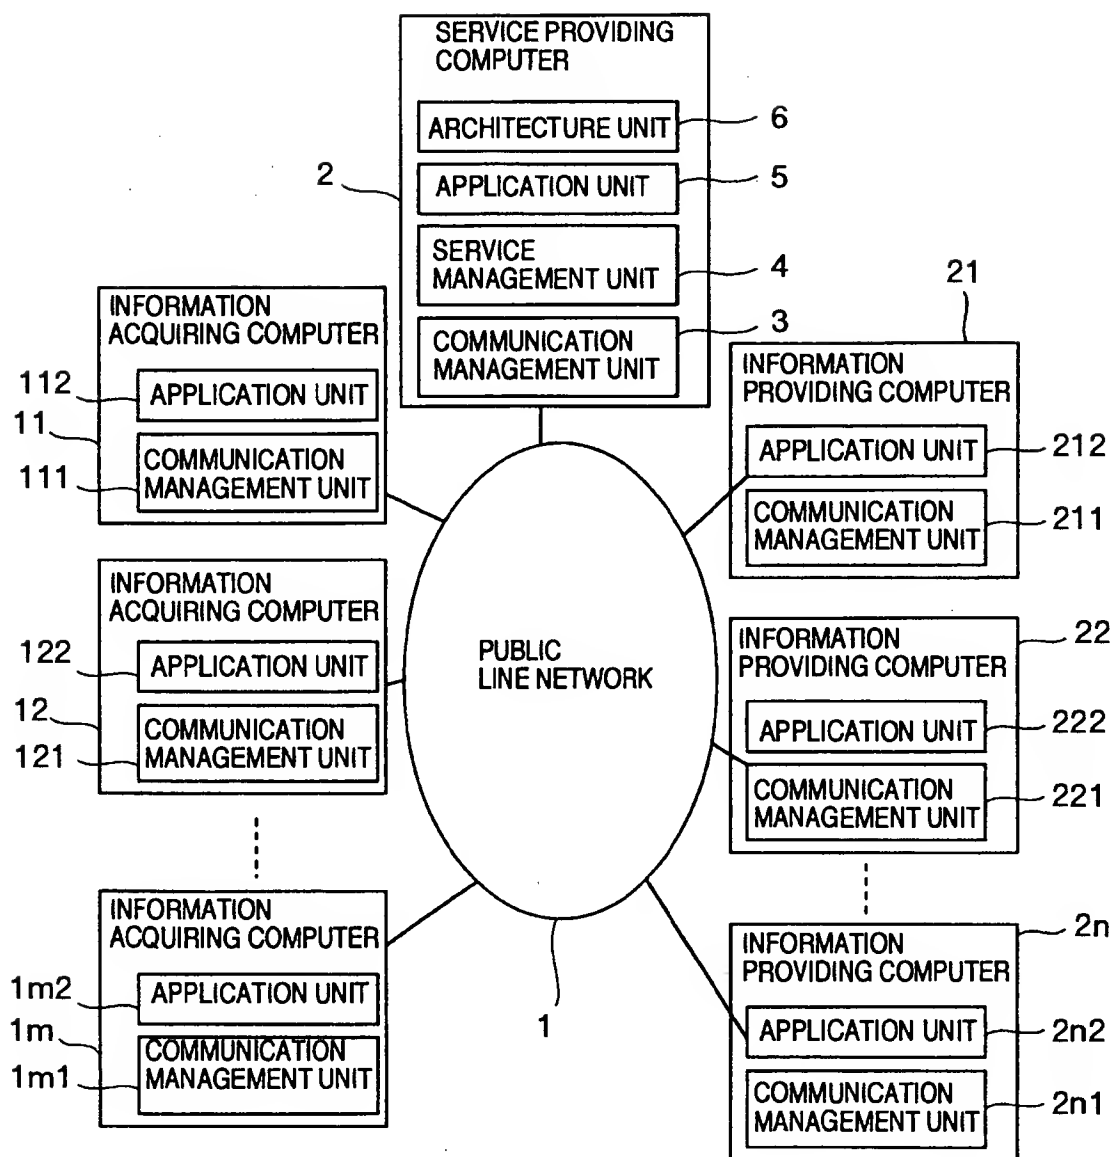 SERVICE PROVIDING
COMPUTER
ARCHITECTURE UNIT
6
2
APPLICATION UNIT
5
SERVICE
MANAGEMENT UNIT
4
COMMUNICATION
MANAGEMENT UNIT
3
INFORMATION
ACQUIRING COMPUTER
112
APPLICATION UNIT
11
COMMUNICATION
MANAGEMENT UNIT
111
INFORMATION
ACQUIRING COMPUTER
122
APPLICATION UNIT
12
COMMUNICATION
MANAGEMENT UNIT
121
INFORMATION
ACQUIRING COMPUTER
1m2
APPLICATION UNIT
1m
COMMUNICATION
MANAGEMENT UNIT
1m1
PUBLIC
LINE NETWORK
1
21
INFORMATION
PROVIDING COMPUTER
APPLICATION UNIT
212
COMMUNICATION
MANAGEMENT UNIT
211
INFORMATION
PROVIDING COMPUTER
22
APPLICATION UNIT
222
COMMUNICATION
MANAGEMENT UNIT
221
INFORMATION
PROVIDING COMPUTER
2n
APPLICATION UNIT
2n2
COMMUNICATION
MANAGEMENT UNIT
2n1